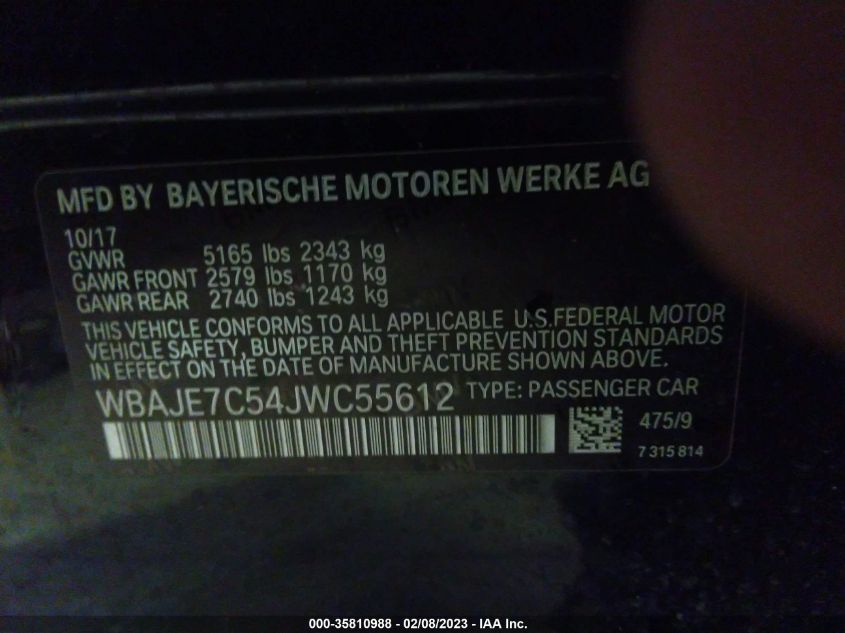 MFD BY BAYERISCHE MOTOREN WERKE AG
10/17
GVWR 5165 lbs 2343 kg
GAWR FRONT 2579 lbs 1170 kg
GAWR REAR 2740 lbs 1243 kg
THIS VEHICLE CONFORMS TO ALL APPLICABLE U.S.FEDERAL MOTOR
VEHICLE SAFETY, BUMPER AND THEFT PREVENTION STANDARDS
IN EFFECT ON THE DATE OF MANUFACTURE SHOWN ABOVE.
WBAJE7C54JWC55612 TYPE: PASSENGER CAR
475/9
7 315 814
000-35810988 - 02/08/2023 - IAA Inc.